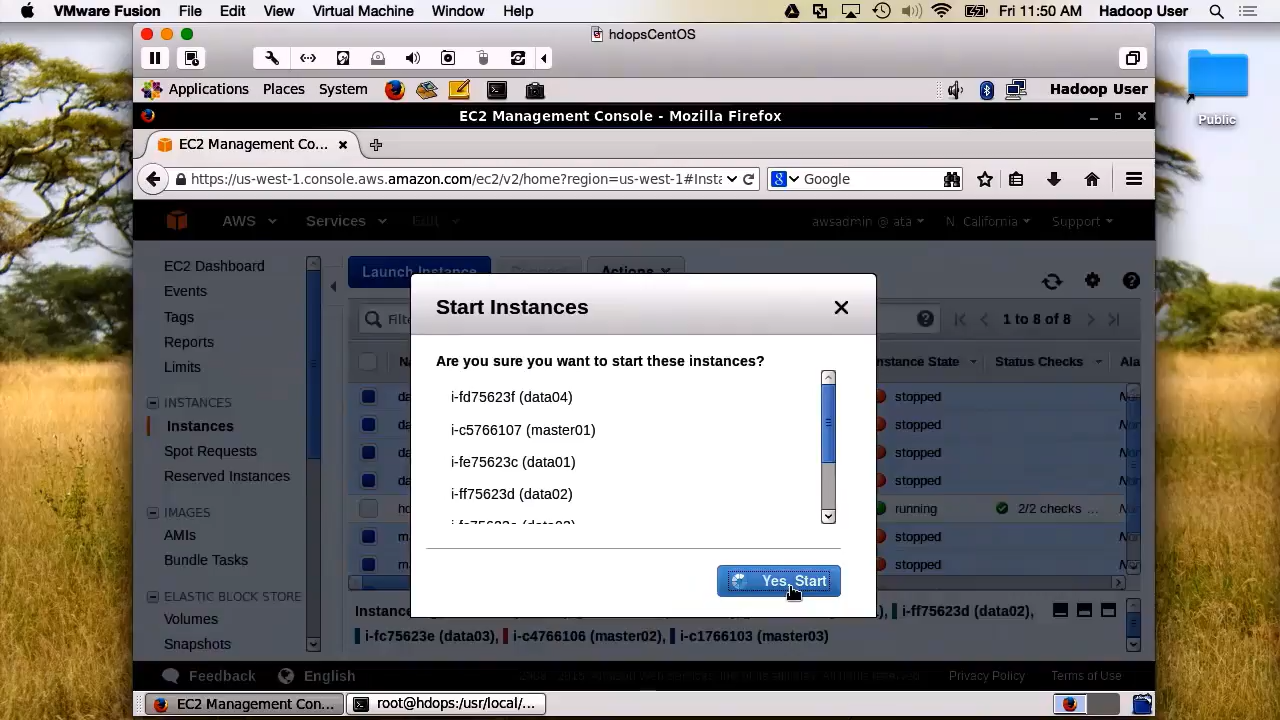 VMware Fusion File Edit View Virtual Machine Window Help Fri 11:50 AM Hadoop User
hdopsCentOS
Public
Applications Places System Hadoop User
EC2 Management Console - Mozilla Firefox
EC2 Management Co...
https://us-west-1.console.aws.amazon.com/ec2/v2/home?region=us-west-1#Insta Google
AWS Services Edit awsadmin @ ata N. California Support
EC2 Dashboard
Events
Tags
Reports
Limits
INSTANCES
Instances
Spot Requests
Reserved Instances
IMAGES
AMIs
Bundle Tasks
ELASTIC BLOCK STORE
Volumes
Snapshots
Launch Instance Connect Actions
1 to 8 of 8
nstance State Status Checks Ala
stopped
stopped
stopped
stopped
running 2/2 checks ...
stopped
stopped
Start Instances
Are you sure you want to start these instances?
i-fd75623f (data04)
i-c5766107 (master01)
i-fe75623c (data01)
i-ff75623d (data02)
i-fc75623e (data03)
Yes, Start
Instance i-ff75623d (data02),
i-fc75623e (data03), i-c4766106 (master02), i-c1766103 (master03)
Feedback English Privacy Policy Terms of Use
EC2 Management Con... root@hdops:/usr/local/...